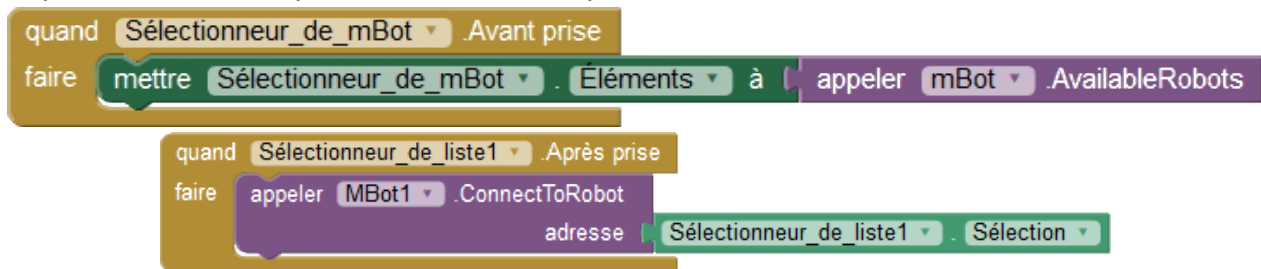 quand Sélectionneur_de_mBot .Avant prise
faire mettre Sélectionneur_de_mBot . Éléments à appeler mBot .AvailableRobots
quand Sélectionneur_de_liste1 .Après prise
faire appeler MBot1 .ConnectToRobot
adresse Sélectionneur_de_liste1 . Sélection